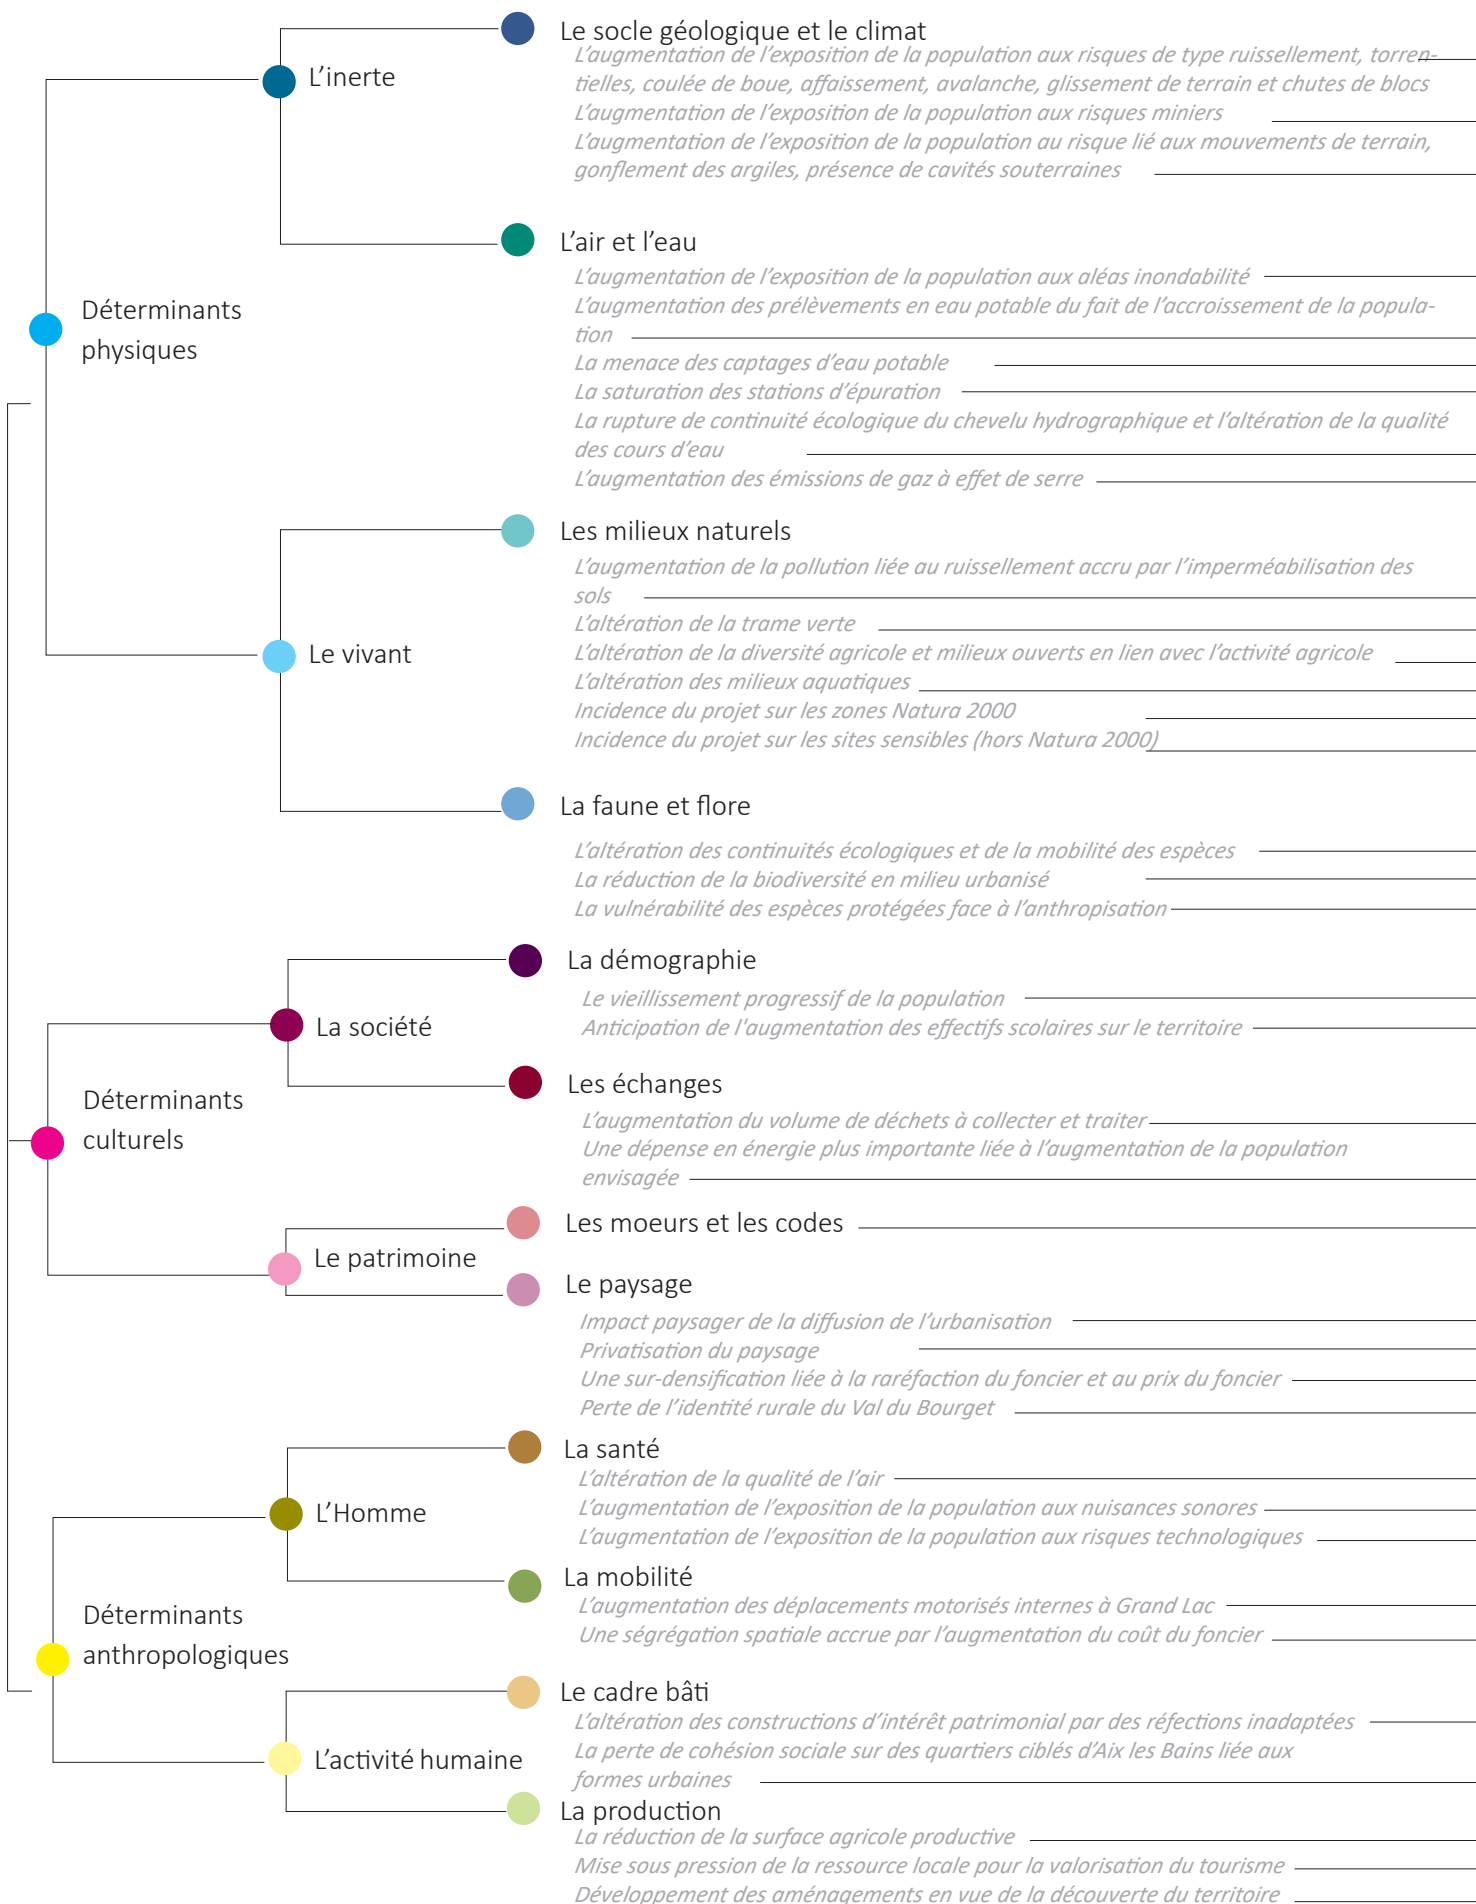 Le socle géologique et le climat
L'augmentation de l'exposition de la population aux risques de type ruissellement, torren-
tielles, coulée de boue, affaissement, avalanche, glissement de terrain et chutes de blocs
L'inerte
L'augmentation de l'exposition de la population aux risques miniers
L'augmentation de l'exposition de la population au risque lié aux mouvements de terrain,
gonflement des argiles, présence de cavités souterraines
L'air et l'eau
L'augmentation de l'exposition de la population aux aléas inondabilité
L'augmentation des prélèvements en eau potable du fait de l'accroissement de la popula-
tion
Déterminants
physiques
La menace des captages d'eau potable
La saturation des stations d'épuration
La rupture de continuité écologique du chevelu hydrographique et l'altération de la qualité
des cours d'eau
L'augmentation des émissions de gaz à effet de serre
Les milieux naturels
L'augmentation de la pollution liée au ruissellement accru par l'imperméabilisation des
sols
L'altération de la trame verte
Le vivant
L'altération de la diversité agricole et milieux ouverts en lien avec l'activité agricole
L'altération des milieux aquatiques
Incidence du projet sur les zones Natura 2000
Incidence du projet sur les sites sensibles (hors Natura 2000)
La faune et flore
L'altération des continuités écologiques et de la mobilité des espèces
La réduction de la biodiversité en milieu urbanisé
La vulnérabilité des espèces protégées face à l'anthropisation
La démographie
Le vieillissement progressif de la population
Anticipation de l'augmentation des effectifs scolaires sur le territoire
La société
Les échanges
Déterminants
culturels
L'augmentation du volume de déchets à collecter et traiter
Une dépense en énergie plus importante liée à l'augmentation de la population
envisagée
Les moeurs et les codes
Le patrimoine
Le paysage
Impact paysager de la diffusion de l'urbanisation
Privatisation du paysage
Une sur-densification liée à la raréfaction du foncier et au prix du foncier
Perte de l'identité rurale du Val du Bourget
La santé
L'altération de la qualité de l'air
L'augmentation de l'exposition de la population aux nuisances sonores
L'Homme
L'augmentation de l'exposition de la population aux risques technologiques
La mobilité
L'augmentation des déplacements motorisés internes à Grand Lac
Une ségrégation spatiale accrue par l'augmentation du coût du foncier
Déterminants
anthropologiques
Le cadre bâti
L'altération des constructions d'intérêt patrimonial par des réfections inadaptées
La perte de cohésion sociale sur des quartiers ciblés d'Aix les Bains liée aux
formes urbaines
L'activité humaine
La production
La réduction de la surface agricole productive
Mise sous pression de la ressource locale pour la valorisation du tourisme
Développement des aménagements en vue de la découverte du territoire